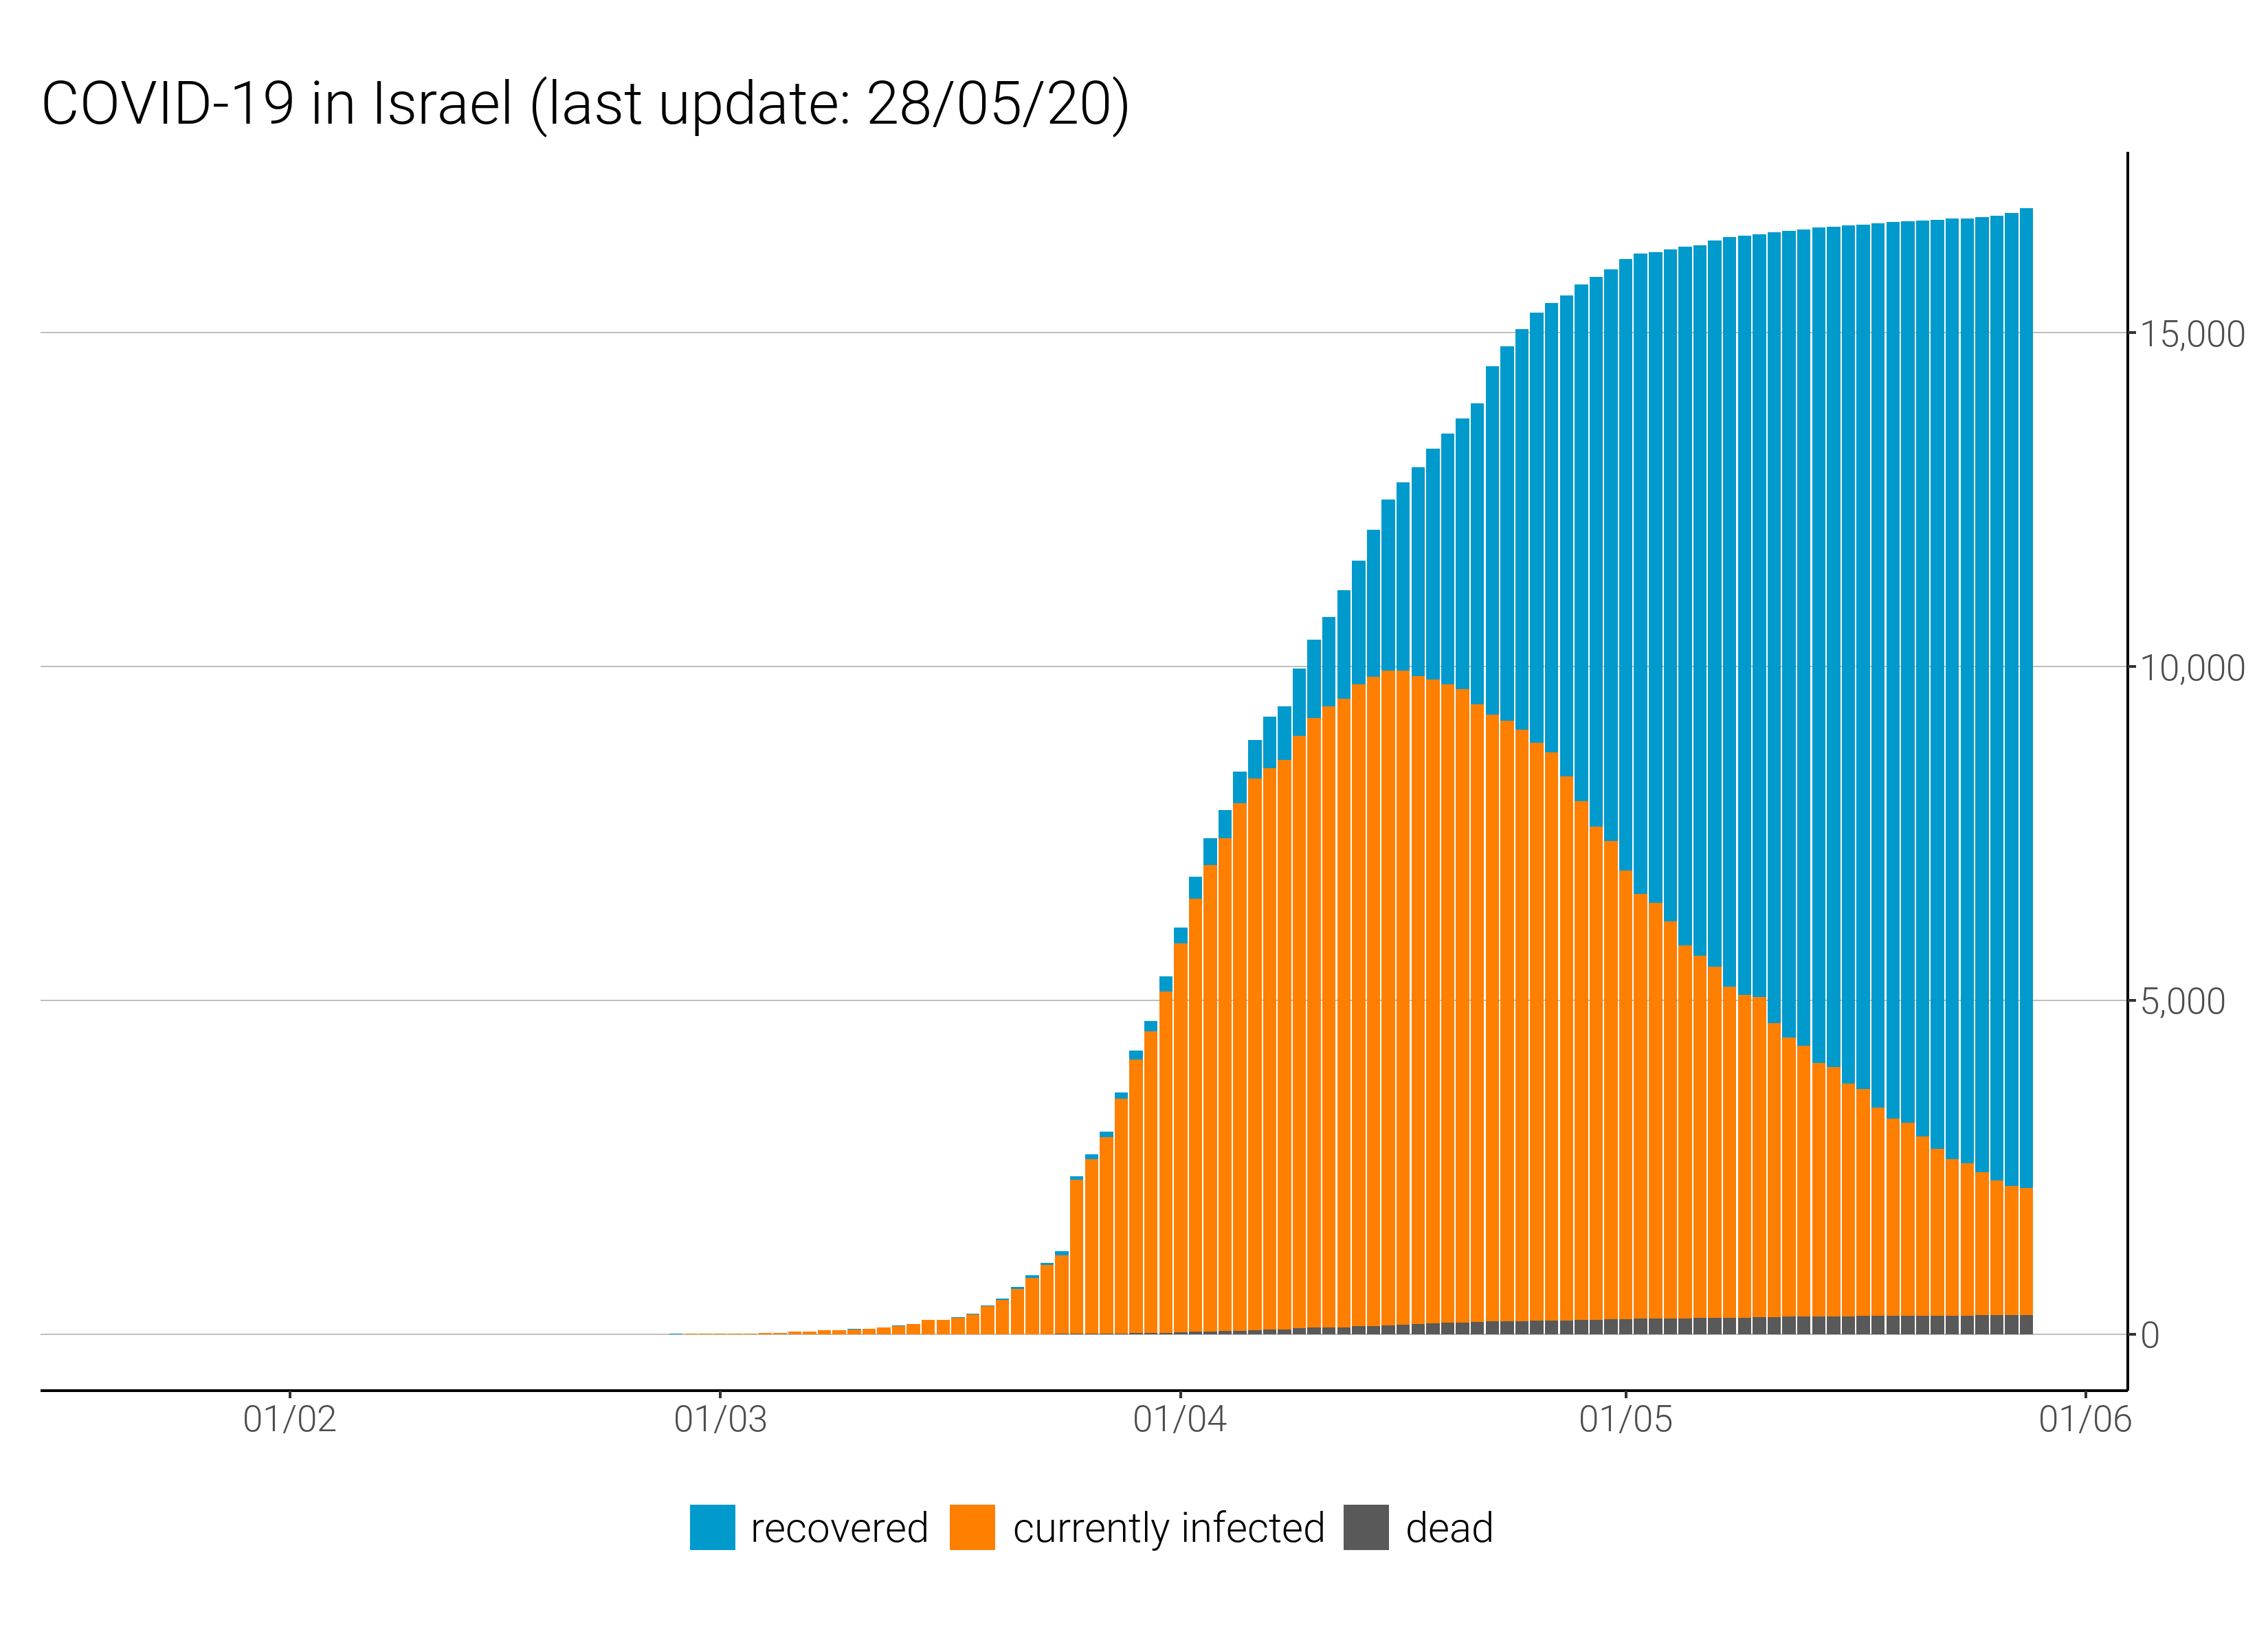 COVID-19 in Israel (last update: 28/05/20)
15,000
10,000
5,000
0
01/02 01/03 01/04 01/05 01/06
recovered currently infected dead